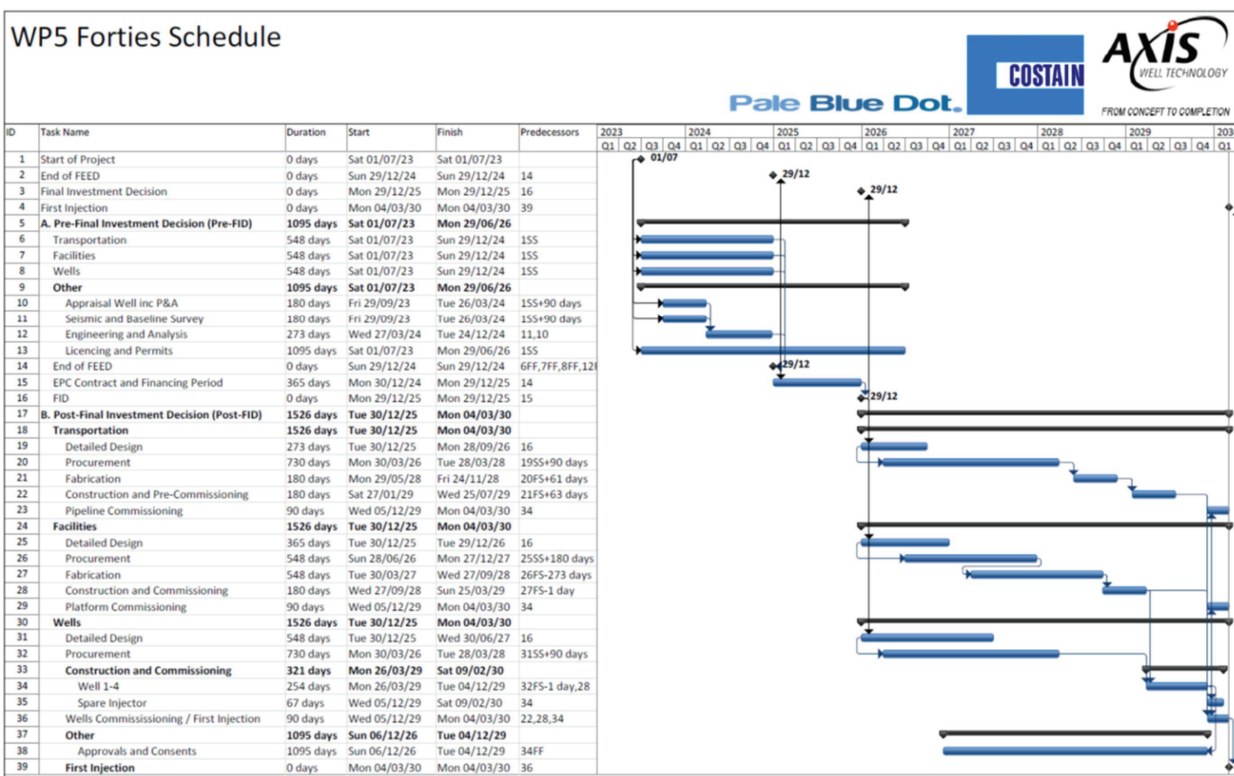 WP5 Forties Schedule
Pale Blue Dot.
COSTAIN
AXIS
WELL TECHNOLOGY
FROM CONCEPT TO COMPLETION
ID Task Name Duration Start Finish Predecessors 2023 2024 2025 2026 2027 2028 2029 203
Q1 Q2 Q3 Q4 Q1 Q2 Q3 Q4 Q1 Q2 Q3 Q4 Q1 Q2 Q3 Q4 Q1 Q2 Q3 Q4 Q1 Q2 Q3 Q4 Q1 Q2 Q3 Q4 Q1
1 Start of Project 0 days Sat 01/07/23 Sat 01/07/23 01/07
2 End of FEED 0 days Sun 29/12/24 Sun 29/12/24 14 29/12
3 Final Investment Decision 0 days Mon 29/12/25 Mon 29/12/25 16 29/12
4 First Injection 0 days Mon 04/03/30 Mon 04/03/30 39
5 A. Pre-Final Investment Decision (Pre-FID) 1095 days Sat 01/07/23 Mon 29/06/26
6 Transportation 548 days Sat 01/07/23 Sun 29/12/24 1SS
7 Facilities 548 days Sat 01/07/23 Sun 29/12/24 1SS
8 Wells 548 days Sat 01/07/23 Sun 29/12/24 1SS
9 Other 1095 days Sat 01/07/23 Mon 29/06/26
10 Appraisal Well inc P&A 180 days Fri 29/09/23 Tue 26/03/24 1SS+90 days
11 Seismic and Baseline Survey 180 days Fri 29/09/23 Tue 26/03/24 1SS+90 days
12 Engineering and Analysis 273 days Wed 27/03/24 Tue 24/12/24 11,10
13 Licencing and Permits 1095 days Sat 01/07/23 Mon 29/06/26 1SS
14 End of FEED 0 days Sun 29/12/24 Sun 29/12/24 6FF,7FF,8FF,12F 29/12
15 EPC Contract and Financing Period 365 days Mon 30/12/24 Mon 29/12/25 14
16 FID 0 days Mon 29/12/25 Mon 29/12/25 15 29/12
17 B. Post-Final Investment Decision (Post-FID) 1526 days Tue 30/12/25 Mon 04/03/30
18 Transportation 1526 days Tue 30/12/25 Mon 04/03/30
19 Detailed Design 273 days Tue 30/12/25 Mon 28/09/26 16
20 Procurement 730 days Mon 30/03/26 Tue 28/03/28 19SS+90 days
21 Fabrication 180 days Mon 29/05/28 Fri 24/11/28 20FS+61 days
22 Construction and Pre-Commissioning 180 days Sat 27/01/29 Wed 25/07/29 21FS+63 days
23 Pipeline Commissioning 90 days Wed 05/12/29 Mon 04/03/30 34
24 Facilities 1526 days Tue 30/12/25 Mon 04/03/30
25 Detailed Design 365 days Tue 30/12/25 Tue 29/12/26 16
26 Procurement 548 days Sun 28/06/26 Mon 27/12/27 25SS+180 days
27 Fabrication 548 days Tue 30/03/27 Wed 27/09/28 26FS-273 days
28 Construction and Commissioning 180 days Wed 27/09/28 Sun 25/03/29 27FS-1 day
29 Platform Commissioning 90 days Wed 05/12/29 Mon 04/03/30 34
30 Wells 1526 days Tue 30/12/25 Mon 04/03/30
31 Detailed Design 548 days Tue 30/12/25 Wed 30/06/27 16
32 Procurement 730 days Mon 30/03/26 Tue 28/03/28 31SS+90 days
33 Construction and Commissioning 321 days Mon 26/03/29 Sat 09/02/30
34 Well 1-4 254 days Mon 26/03/29 Tue 04/12/29 32FS-1 day,28
35 Spare Injector 67 days Wed 05/12/29 Sat 09/02/30 34
36 Wells Commississioning / First Injection 90 days Wed 05/12/29 Mon 04/03/30 22,28,34
37 Other 1095 days Sun 06/12/26 Tue 04/12/29
38 Approvals and Consents 1095 days Sun 06/12/26 Tue 04/12/29 34FF
39 First Injection 0 days Mon 04/03/30 Mon 04/03/30 36